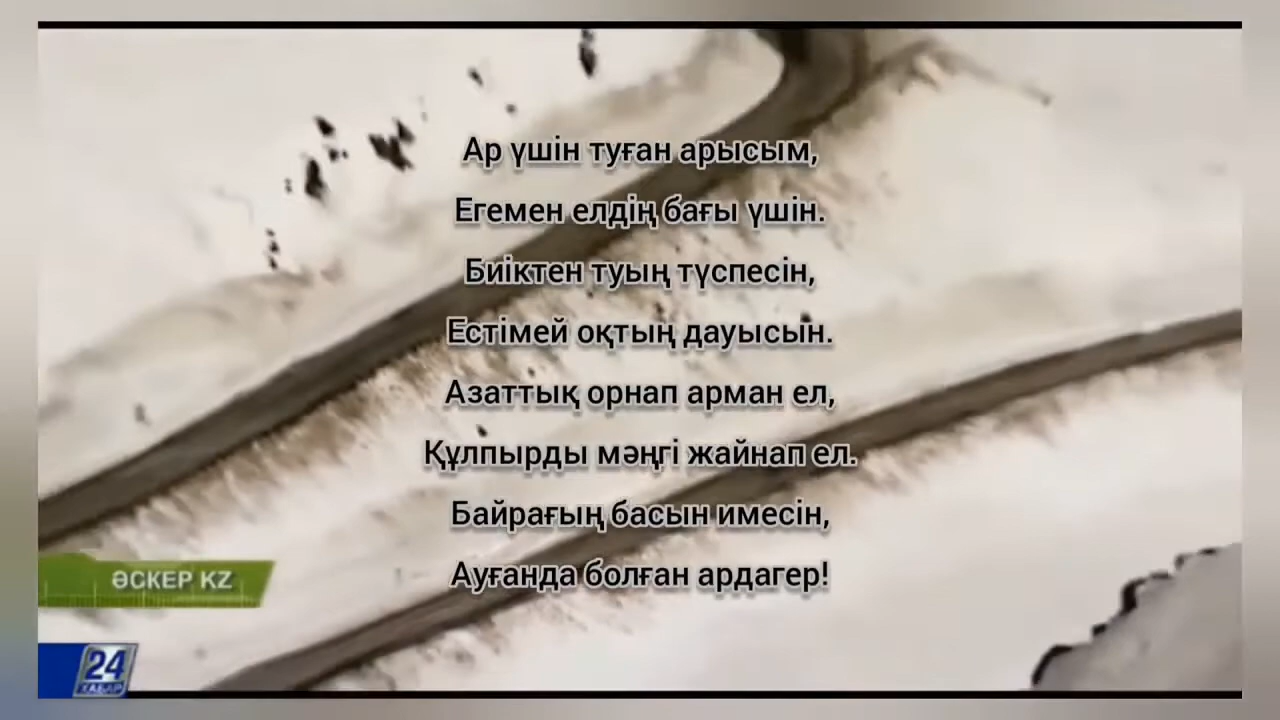 Ар үшін туған арысым,
Егемен елдің бағы үшін.
Биіктен туың түспесін,
Естімей оқтың дауысын.
Азаттық орнап арман ел,
Құлпырды мәңгі жайнап ел.
Байрағың басын имесін,
Ауғанда болған ардагер!
ӘСКЕР KZ
24
ХАБАР